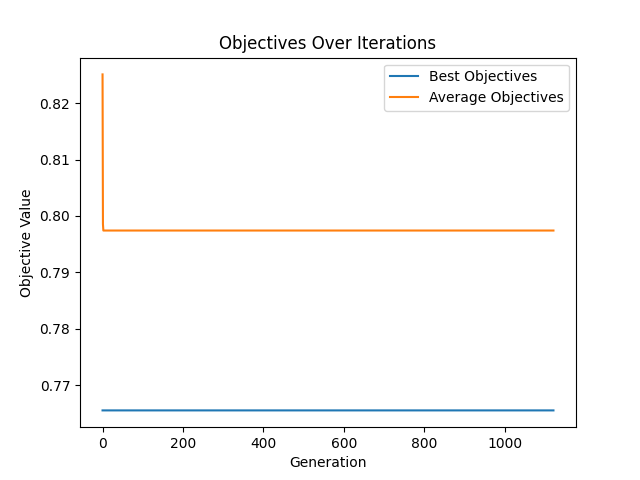 Objectives Over Iterations
Best Objectives
Average Objectives
0.82
0.81
0.80
0.79
0.78
0.77
Objective Value
0 200 400 600 800 1000
Generation